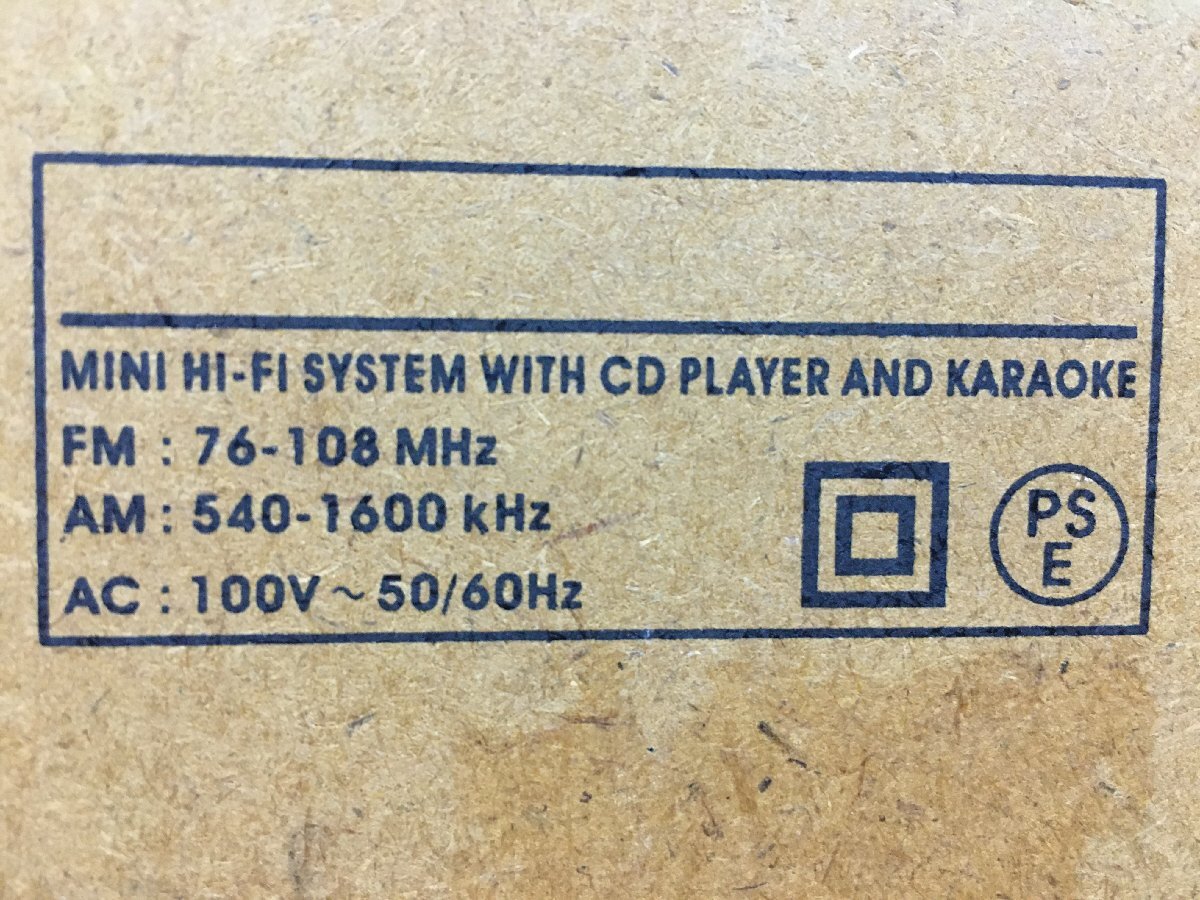 MINI HI-FI SYSTEM WITH CD PLAYER AND KARAOKE
FM : 76-108 MHz
AM : 540-1600 kHz
AC : 100V ~ 50/60Hz
PS
E